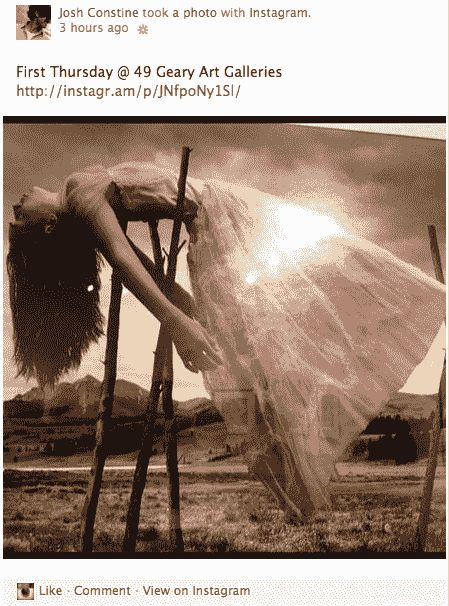 Josh Constine took a photo with Instagram.
3 hours ago
First Thursday @ 49 Geary Art Galleries
http://instagr.am/p/JNfpoNy1Sl/
Like · Comment · View on Instagram